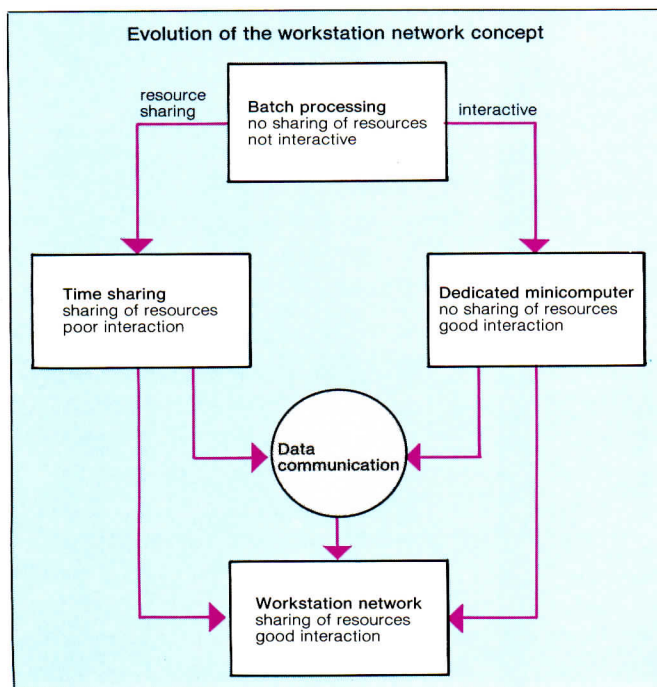 Evolution of the workstation network concept
resource
sharing
Batch processing
no sharing of resources
not interactive
interactive
Time sharing
sharing of resources
poor interaction
Dedicated minicomputer
no sharing of resources
good interaction
Data
communication
Workstation network
sharing of resources
good interaction